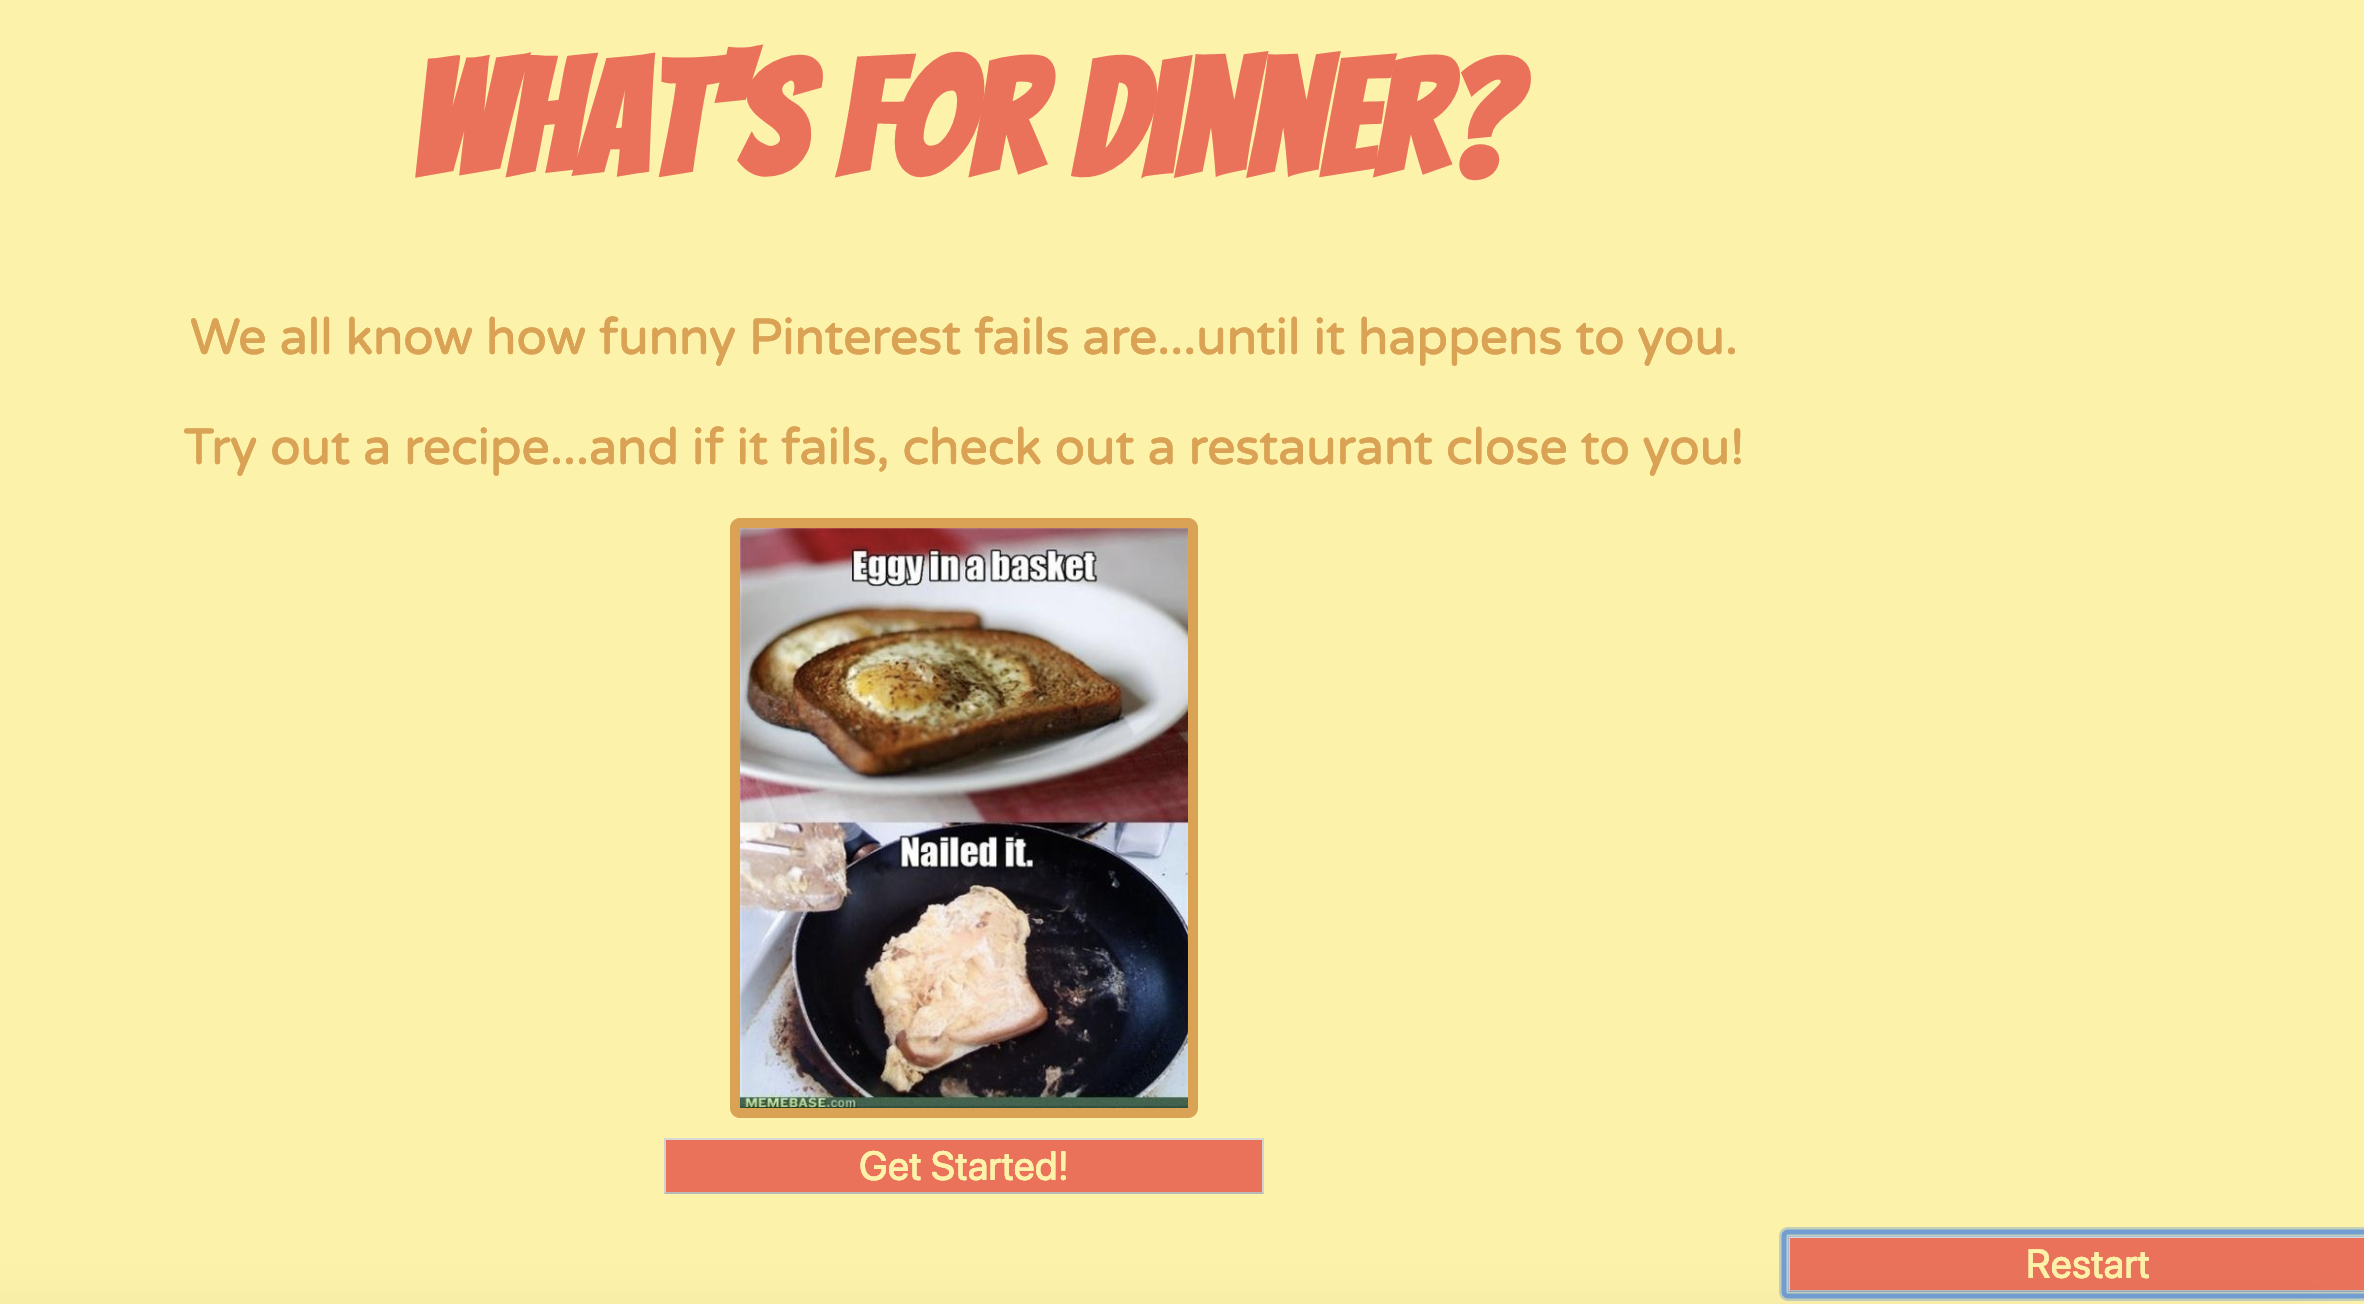 WHAT'S FOR DINNER?
We all know how funny Pinterest fails are...until it happens to you.
Try out a recipe...and if it fails, check out a restaurant close to you!
Eggy in a basket
Nailed it.
MEMEBASE.com
Get Started!
Restart